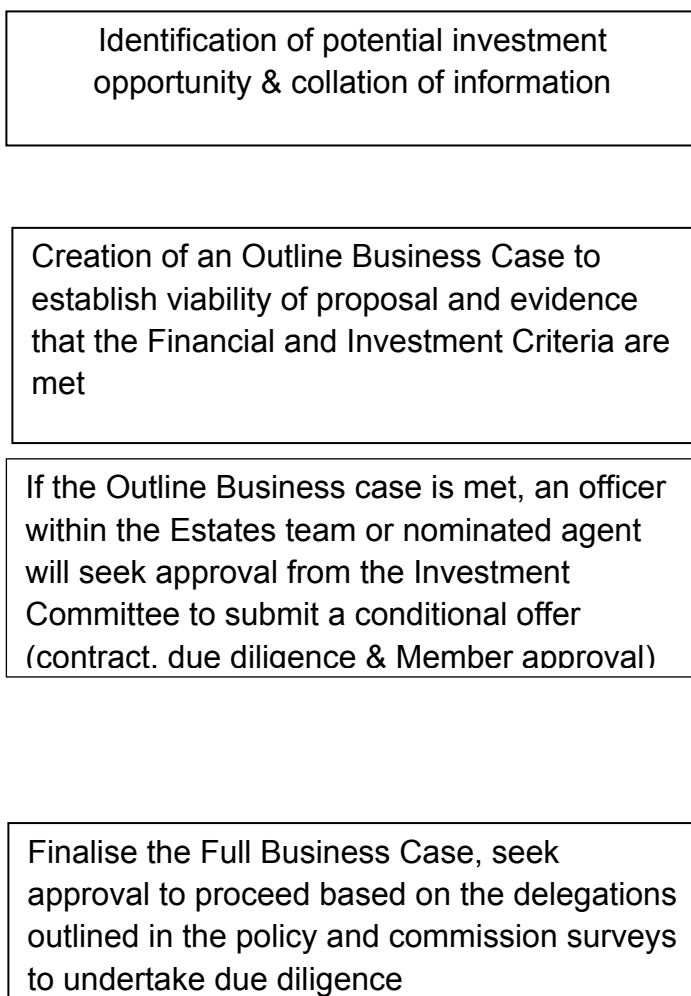 Identification of potential investment
opportunity & collation of information
Creation of an Outline Business Case to
establish viability of proposal and evidence
that the Financial and Investment Criteria are
met
If the Outline Business case is met, an officer
within the Estates team or nominated agent
will seek approval from the Investment
Committee to submit a conditional offer
(contract, due diligence & Member approval)
Finalise the Full Business Case, seek
approval to proceed based on the delegations
outlined in the policy and commission surveys
to undertake due diligence